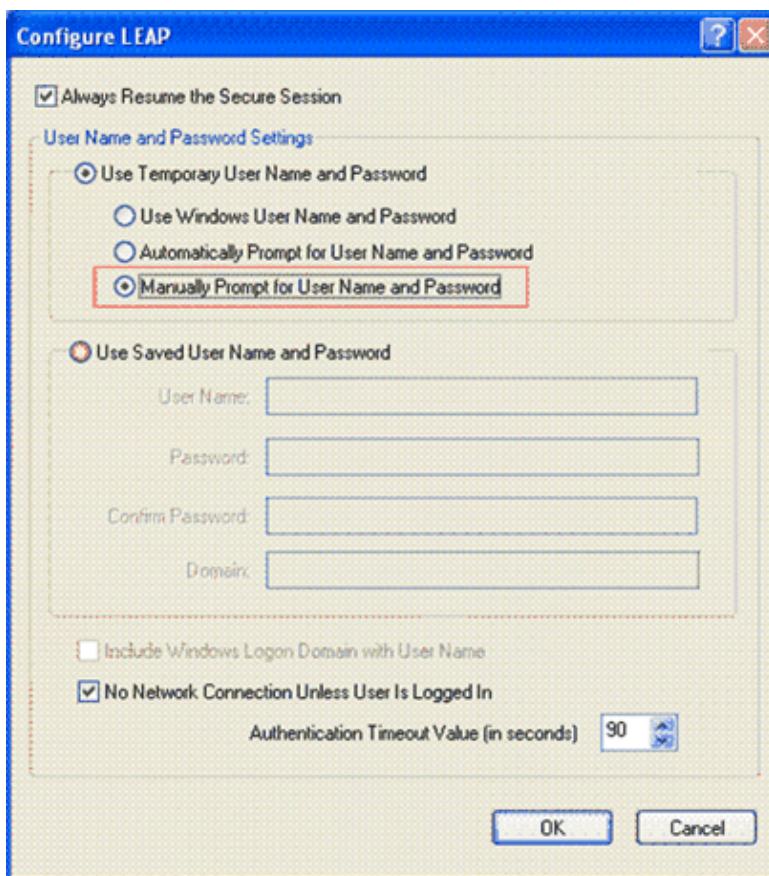 Configure LEAP
Always Resume the Secure Session
User Name and Password Settings
Use Temporary User Name and Password
Use Windows User Name and Password
Automatically Prompt for User Name and Password
Manually Prompt for User Name and Password
Use Saved User Name and Password
User Name:
Password:
Confirm Password:
Domain:
Include Windows Logon Domain with User Name
No Network Connection Unless User Is Logged In
Authentication Timeout Value (in seconds) 90
OK Cancel